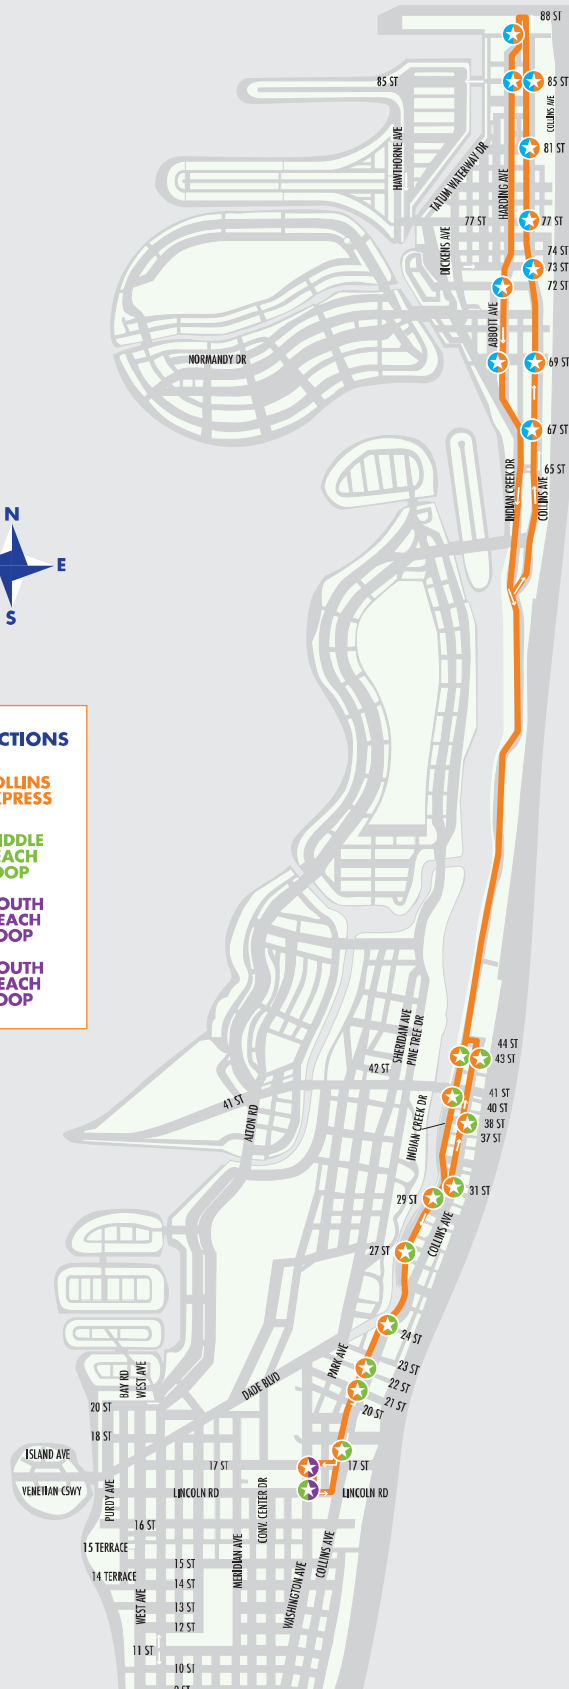 88 ST
85 ST
85 ST
COLLINS AVE
HAWTHORNE AVE
81 ST
TATUM WATERWAY DR
HARDING AVE
77 ST
77 ST
DICKENS AVE
74 ST
73 ST
72 ST
ABBOTT AVE
NORMANDY DR
69 ST
67 ST
65 ST
INDIAN CREEK DR
COLLINS AVE
N
E
S
CTIONS
OLLINS
XPRESS
IDDLE
EACH
OOP
OUTH
EACH
OOP
OUTH
EACH
OOP
SHERIDAN AVE
PINE TREE DR
44 ST
43 ST
42 ST
41 ST
41 ST
40 ST
38 ST
37 ST
ALTON RD
INDIAN CREEK DR
31 ST
29 ST
COLLINS AVE
27 ST
24 ST
PARK AVE
23 ST
22 ST
21 ST
20 ST
DADE BLVD
BAY RD
WEST AVE
20 ST
18 ST
ISLAND AVE
17 ST
17 ST
VENETIAN CSWY
PURDY AVE
LINCOLN RD
CONV. CENTER DR
LINCOLN RD
16 ST
15 TERRACE
MERIDIAN AVE
COLLINS AVE
15 ST
14 TERRACE
14 ST
WASHINGTON AVE
WEST AVE
13 ST
12 ST
11 ST
10 ST